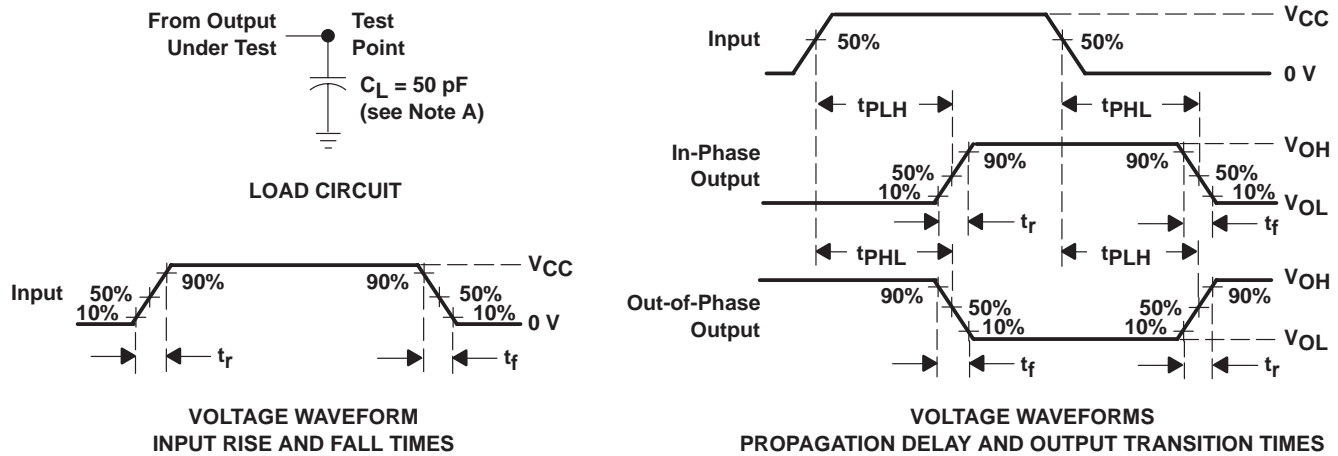 From Output
Under Test
Test
Point
CL = 50 pF
(see Note A)
LOAD CIRCUIT
Input
50%
10%
90%
90%
50%
10%
VCC
0 V
tr
tf
VOLTAGE WAVEFORM
INPUT RISE AND FALL TIMES
Input
50%
50%
VCC
0 V
tPLH
tPHL
In-Phase
Output
50%
10%
90%
90%
50%
10%
VOH
VOL
tr
tf
tPHL
tPLH
Out-of-Phase
Output
90%
50%
10%
50%
10%
90%
VOH
VOL
tf
tr
VOLTAGE WAVEFORMS
PROPAGATION DELAY AND OUTPUT TRANSITION TIMES